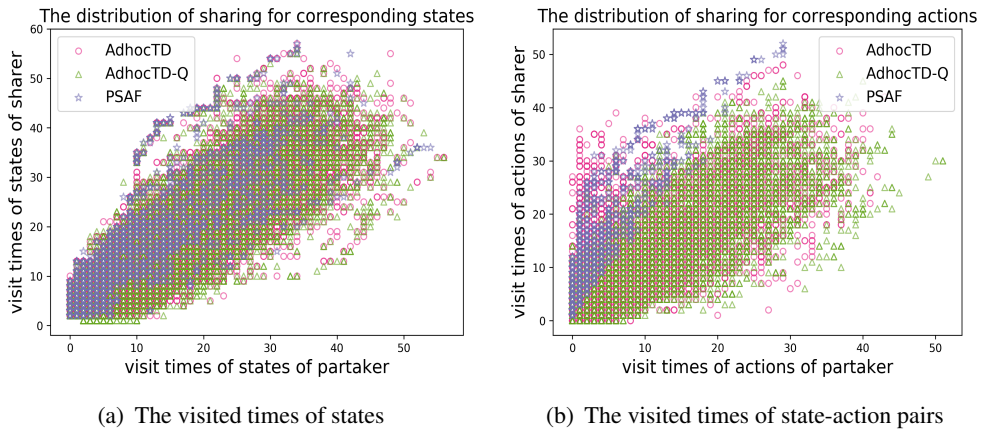 The distribution of sharing for corresponding states
The distribution of sharing for corresponding actions
visit times of states of sharer
60
50
40
30
20
10
0
AdhocTD
AdhocTD-Q
PSAF
0 10 20 30 40 50
visit times of states of partaker
visit times of actions of sharer
50
40
30
20
10
0
AdhocTD
AdhocTD-Q
PSAF
0 10 20 30 40 50
visit times of actions of partaker
(a) The visited times of states
(b) The visited times of state-action pairs